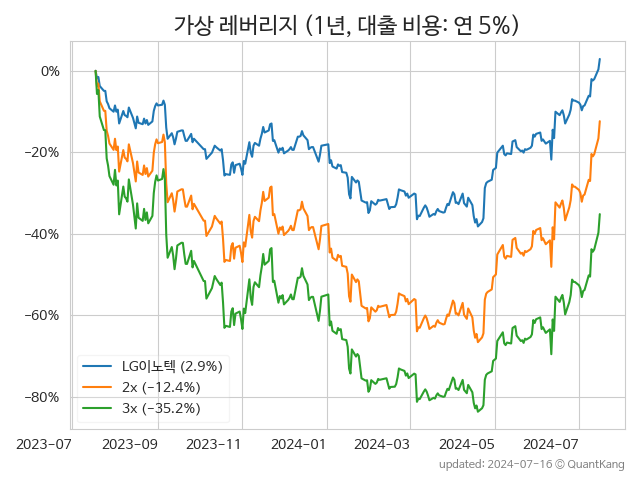 가상 레버리지 (1년, 대출 비용: 연 5%)
0%
−20%
−40%
−60%
−80%
LG이노텍 (2.9%)
2x (−12.4%)
3x (−35.2%)
2023-07 2023-09 2023-11 2024-01 2024-03 2024-05 2024-07
updated: 2024-07-16 © QuantKang